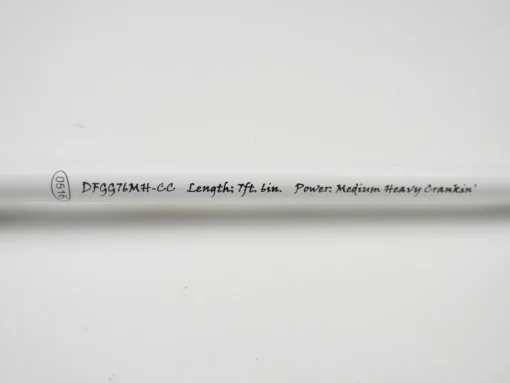 0516 DFGG76MH-CC Length: 7ft. 6in. Power: Medium Heavy Crankin'